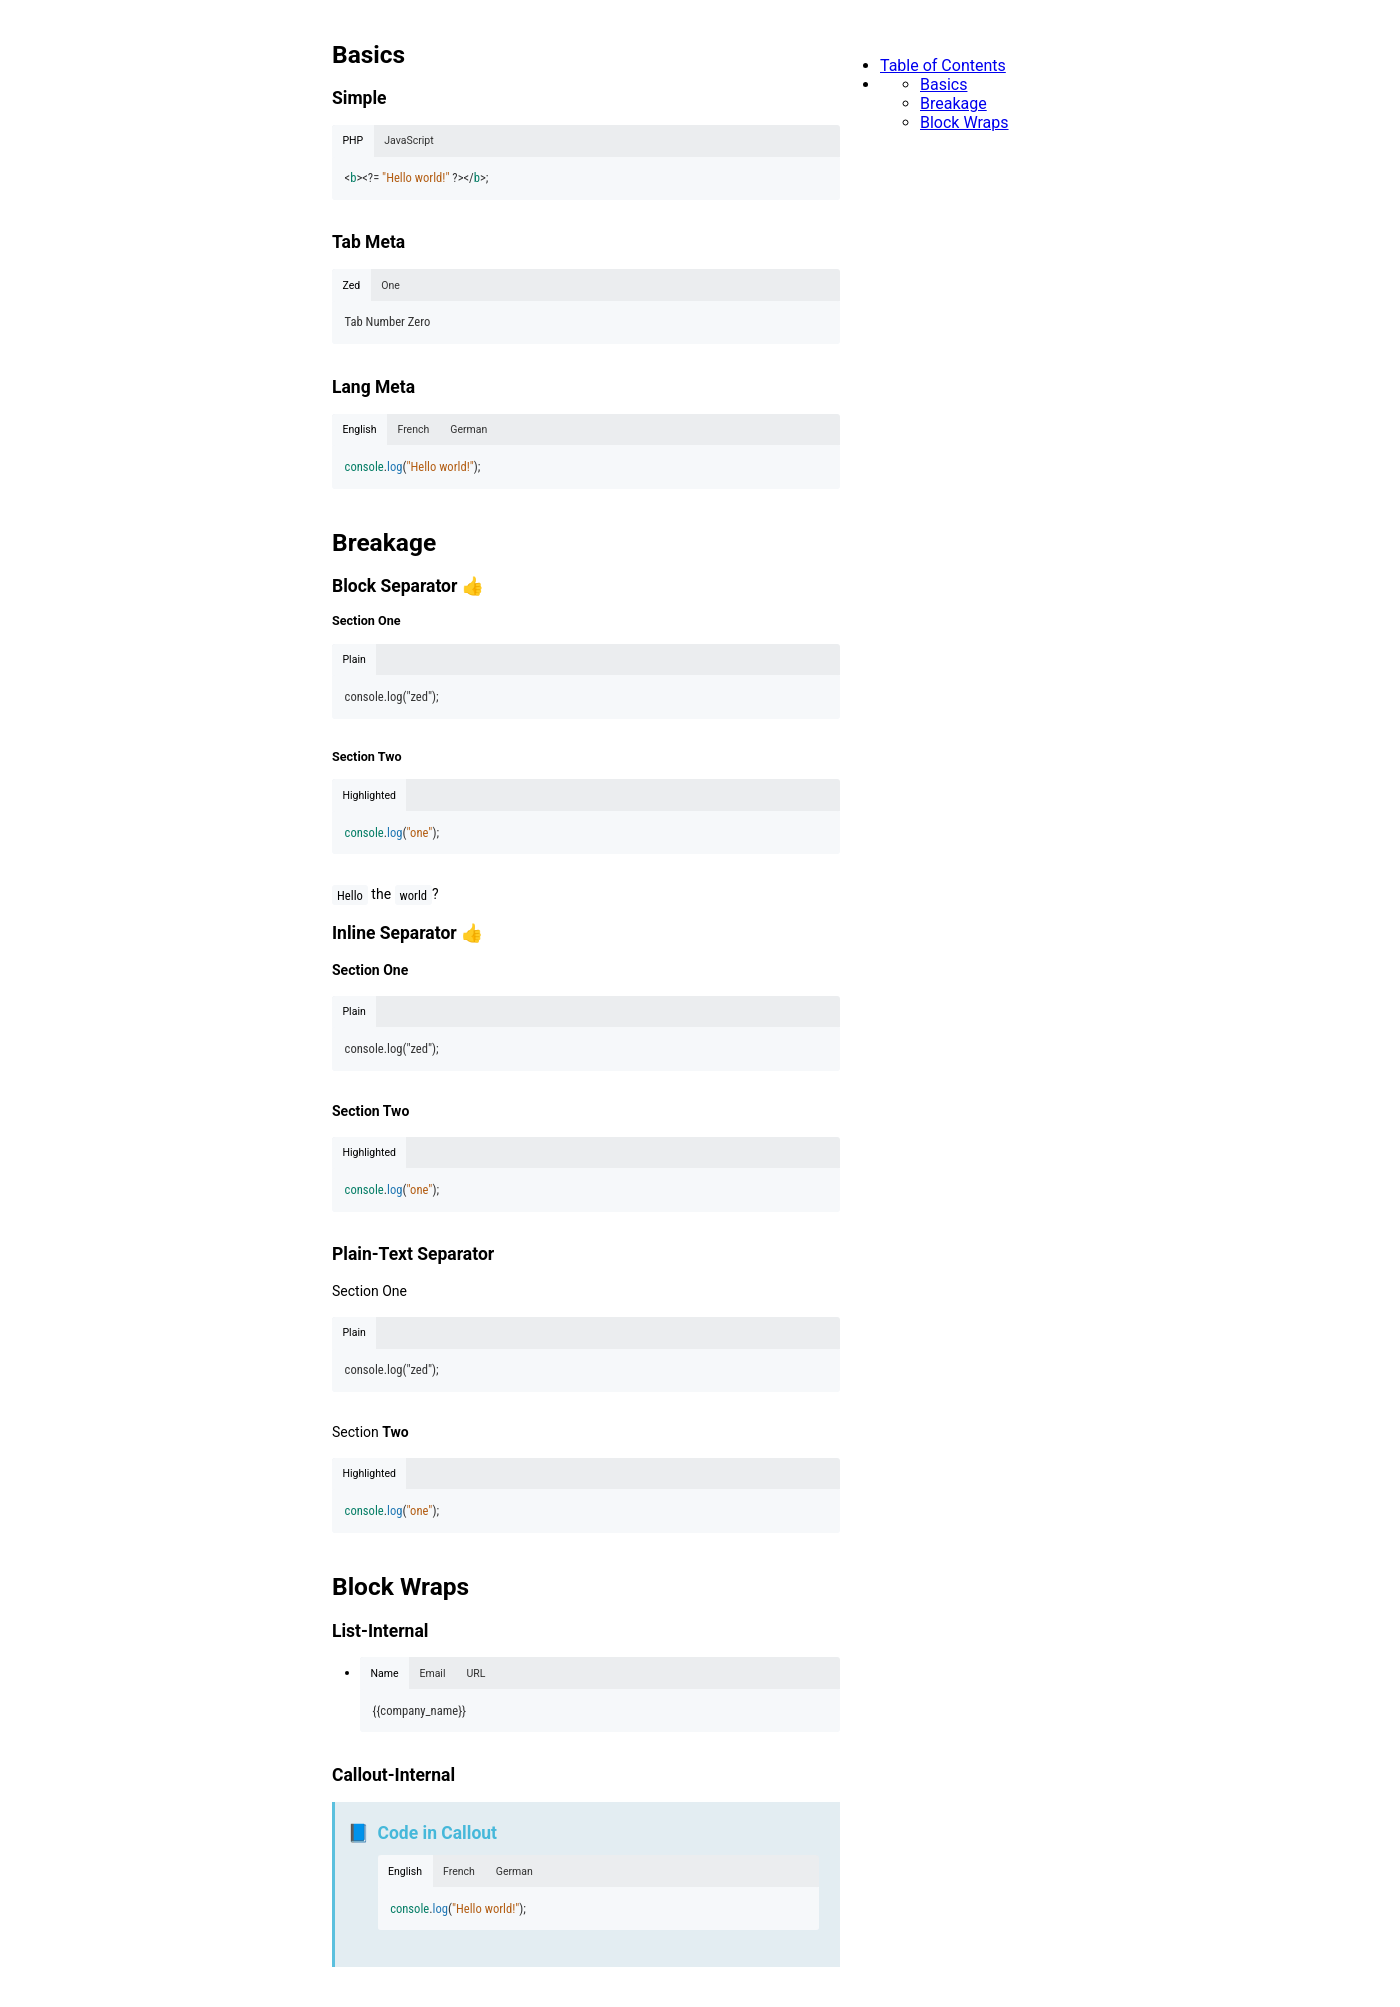 Basics
Simple
PHP JavaScript
<b><?= "Hello world!" ?></b>;
Tab Meta
Zed One
Tab Number Zero
Lang Meta
English French German
console.log("Hello world!");
Breakage
Block Separator 👍
Section One
Plain
console.log("zed");
Section Two
Highlighted
console.log("one");
Hello the world ?
Inline Separator 👍
Section One
Plain
console.log("zed");
Section Two
Highlighted
console.log("one");
Plain-Text Separator
Section One
Plain
console.log("zed");
Section Two
Highlighted
console.log("one");
Block Wraps
List-Internal
Name Email URL
{{company_name}}
Callout-Internal
📘 Code in Callout
English French German
console.log("Hello world!");
Table of Contents
Basics
Breakage
Block Wraps